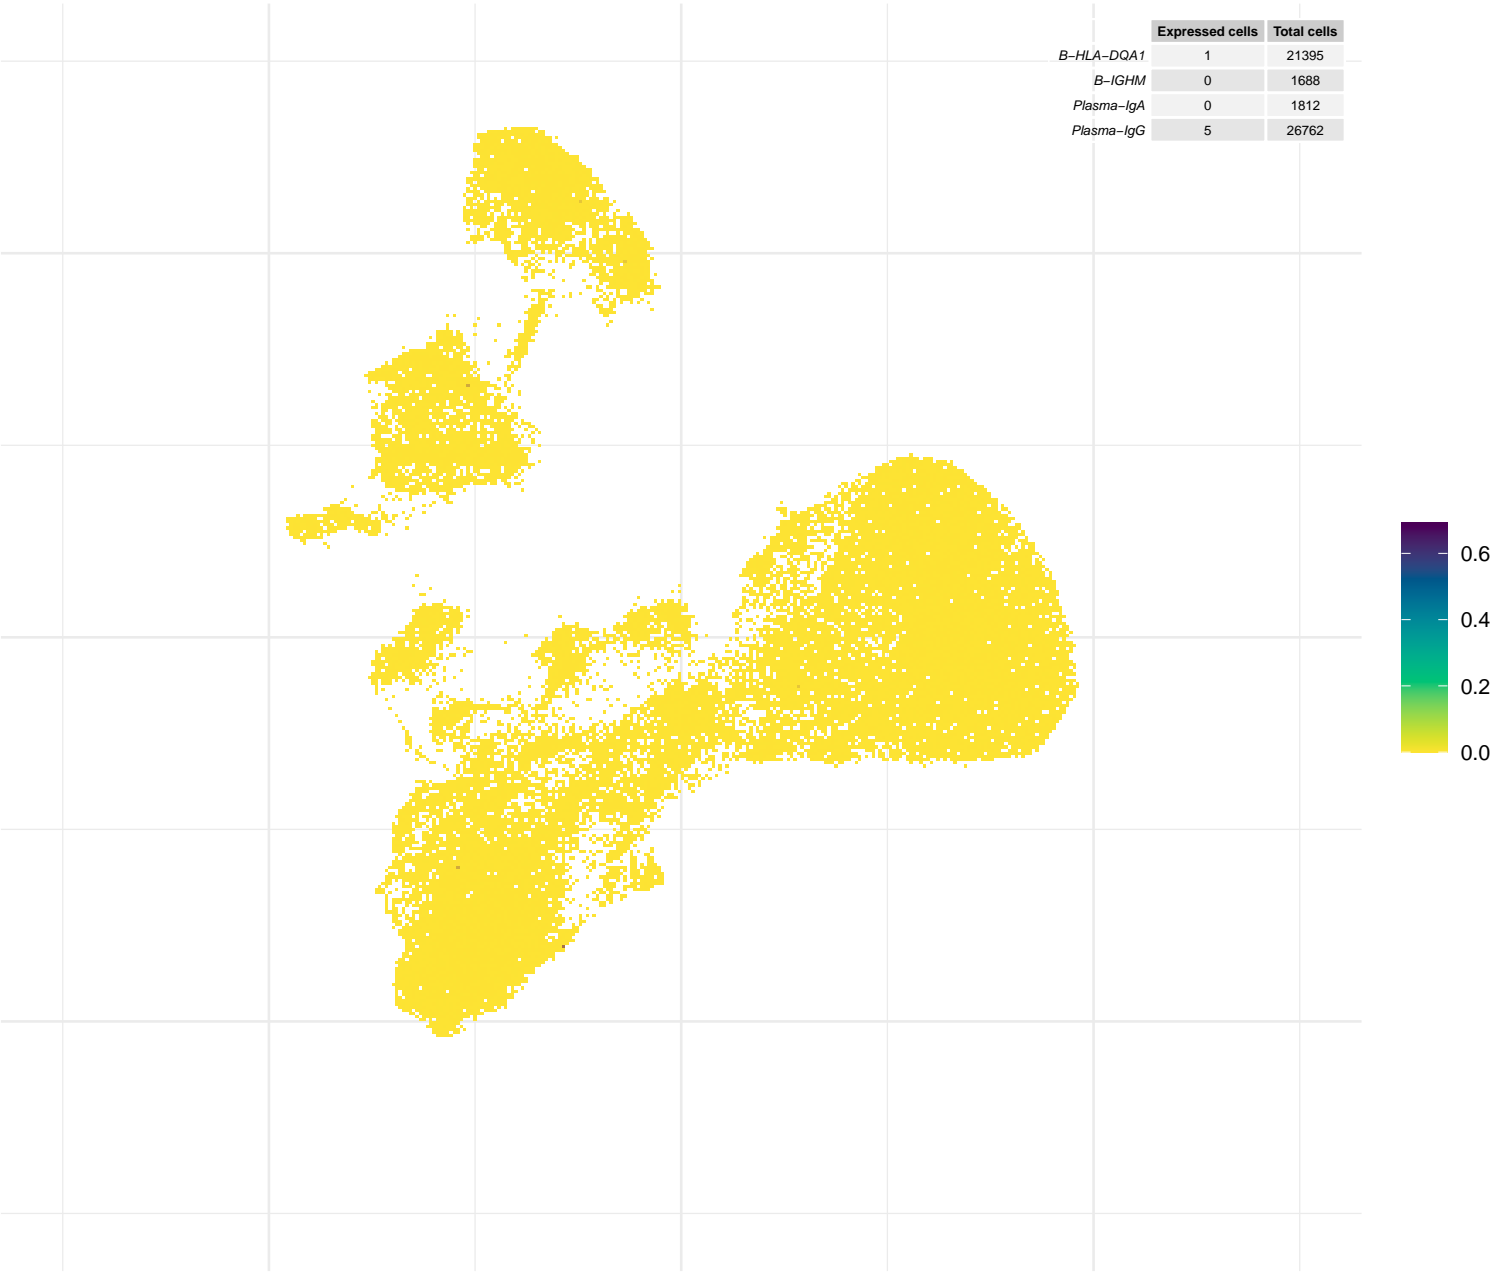 Expressed cells Total cells
B−HLA−DQA1 1 21395
B−IGHM 0 1688
Plasma−IgA 0 1812
Plasma−IgG 5 26762
0.6
0.4
0.2
0.0